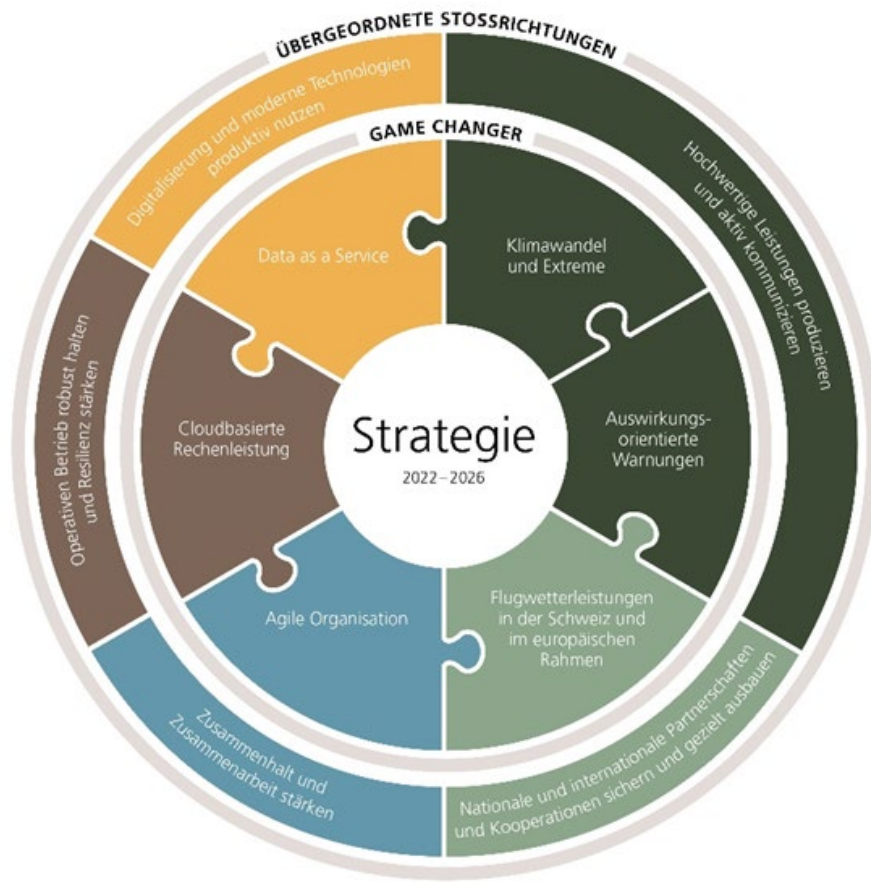 ÜBERGEORDNETE STOSSRICHTUNGEN
Digitalisierung und moderne Technologien
produktiv nutzen
Hochwertige Leistungen produzieren
und aktiv kommunizieren
GAME CHANGER
Data as a Service
Klimawandel
und Extreme
Operativen Betrieb robust halten
und Resilienz stärken
Cloudbasierte
Rechenleistung
Strategie
2022–2026
Auswirkungs-
orientierte
Warnungen
Agile Organisation
Flugwetterleistungen
in der Schweiz und
im europäischen
Rahmen
Zusammenhalt und
Zusammenarbeit stärken
Nationale und internationale Partnerschaften
und Kooperationen sichern und gezielt ausbauen